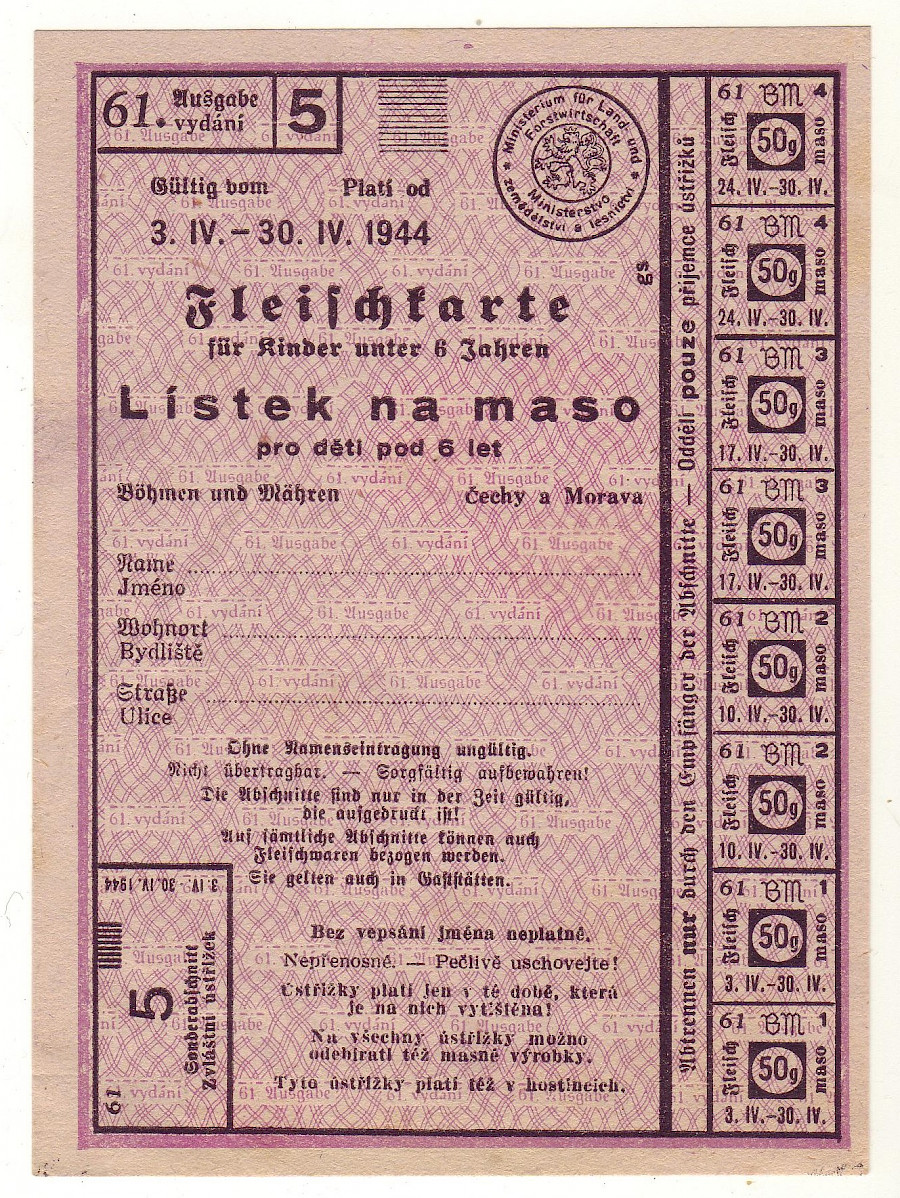 61. Ausgabe
vydání
5
Ministerium für Land- und
Forstwirtschaft
Ministerstvo
zemědělství a lesnictví
Gültig vom Platí od
3. IV. – 30. IV. 1944
gs
Fleischkarte
für Kinder unter 6 Jahren
Lístek na maso
pro děti pod 6 let
Böhmen und Mähren Čechy a Morava
Name
Jméno
Wohnort
Bydliště
Straße
Ulice
Ohne Namenseintragung ungültig.
Nicht übertragbar. — Sorgfältig aufbewahren!
Die Abschnitte sind nur in der Zeit gültig,
die aufgedruckt ist!
Auf sämtliche Abschnitte können auch
Fleischwaren bezogen werden.
Sie gelten auch in Gaststätten.
Bez vepsání jména neplatné.
Nepřenosné. — Pečlivě uschovejte!
Ústřižky platí jen v té době, která
je na nich vytištěna!
Na všechny ústřižky možno
odebírati též masné výrobky.
Tyto ústřižky platí též v hostincích.
3. IV.–30. IV. 1944
5
Sonderabschnitt
Zvláštní ústřižek
61
Abtrennen nur durch den Empfänger der Abschnitte — Oddělí pouze příjemce ústřižků
61 BM 4
Fleisch 50g maso
24. IV.–30. IV.
61 BM 4
Fleisch 50g maso
24. IV.–30. IV.
61 BM 3
Fleisch 50g maso
17. IV.–30. IV.
61 BM 3
Fleisch 50g maso
17. IV.–30. IV.
61 BM 2
Fleisch 50g maso
10. IV.–30. IV.
61 BM 2
Fleisch 50g maso
10. IV.–30. IV.
61 BM 1
Fleisch 50g maso
3. IV.–30. IV.
61 BM 1
Fleisch 50g maso
3. IV.–30. IV.